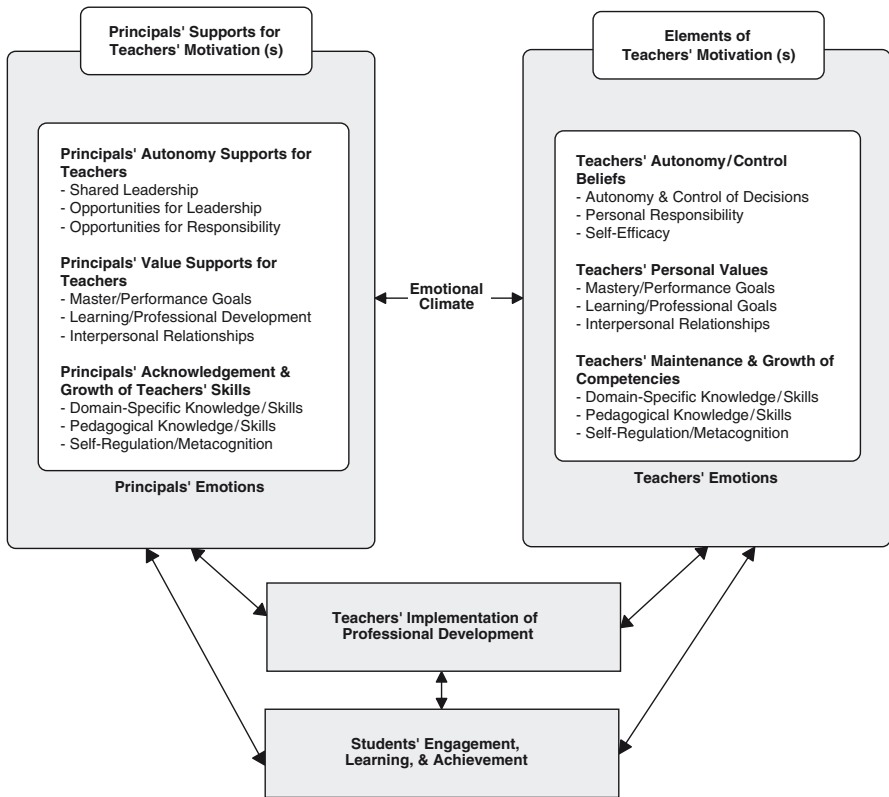 Principals' Supports for
Teachers' Motivation (s)
Principals' Autonomy Supports for
Teachers
- Shared Leadership
- Opportunities for Leadership
- Opportunities for Responsibility
Principals' Value Supports for
Teachers
- Master/Performance Goals
- Learning/Professional Development
- Interpersonal Relationships
Principals' Acknowledgement &
Growth of Teachers' Skills
- Domain-Specific Knowledge/Skills
- Pedagogical Knowledge/Skills
- Self-Regulation/Metacognition
Principals' Emotions
Emotional
Climate
Elements of
Teachers' Motivation (s)
Teachers' Autonomy/Control
Beliefs
- Autonomy & Control of Decisions
- Personal Responsibility
- Self-Efficacy
Teachers' Personal Values
- Mastery/Performance Goals
- Learning/Professional Goals
- Interpersonal Relationships
Teachers' Maintenance & Growth of
Competencies
- Domain-Specific Knowledge/Skills
- Pedagogical Knowledge/Skills
- Self-Regulation/Metacognition
Teachers' Emotions
Teachers' Implementation of
Professional Development
Students' Engagement,
Learning, & Achievement